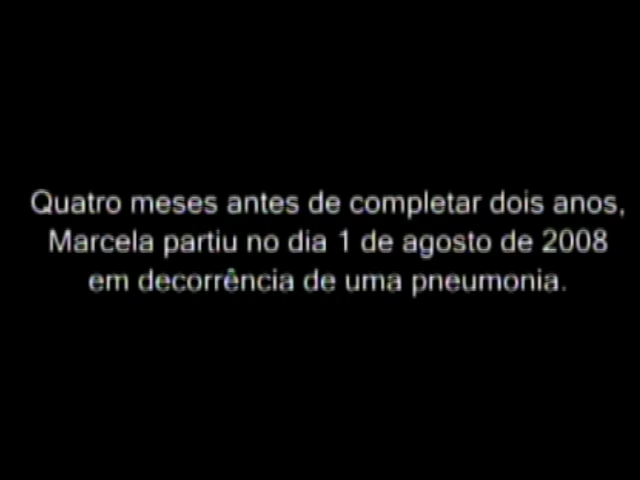 Quatro meses antes de completar dois anos,
Marcela partiu no dia 1 de agosto de 2008
em decorrência de uma pneumonia.